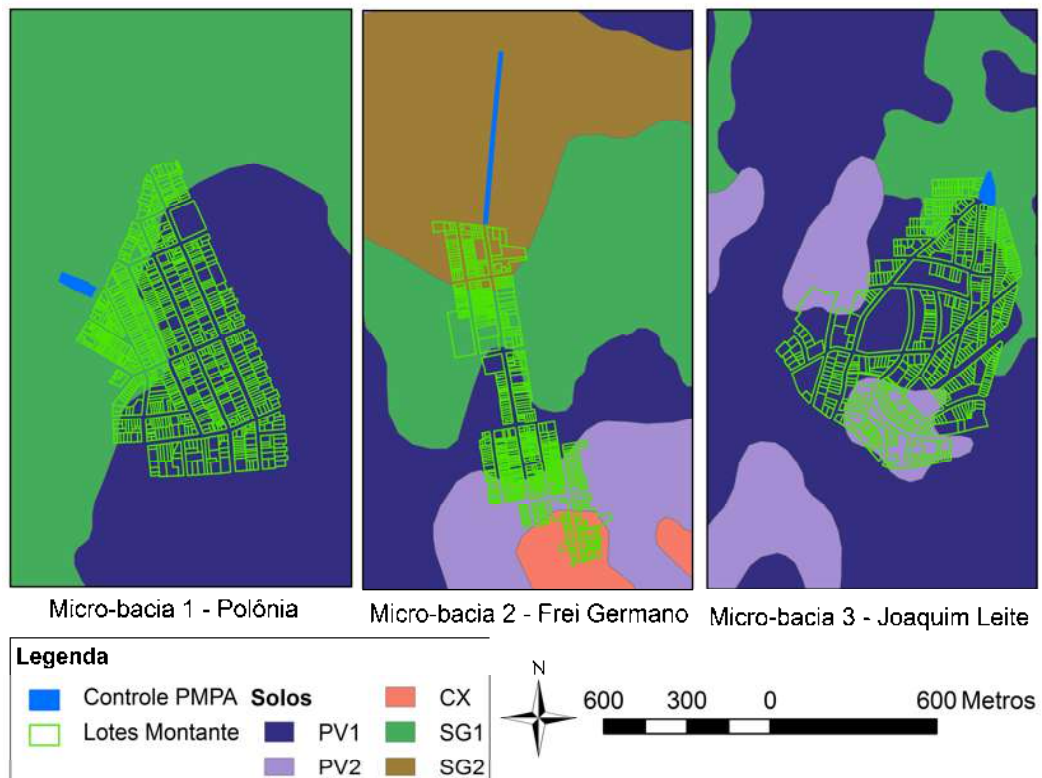 Micro-bacia 1 - Polônia
Micro-bacia 2 - Frei Germano
Micro-bacia 3 - Joaquim Leite
Legenda
Controle PMPA
Lotes Montante
Solos
PV1
PV2
CX
SG1
SG2
N
600 300 0 600 Metros